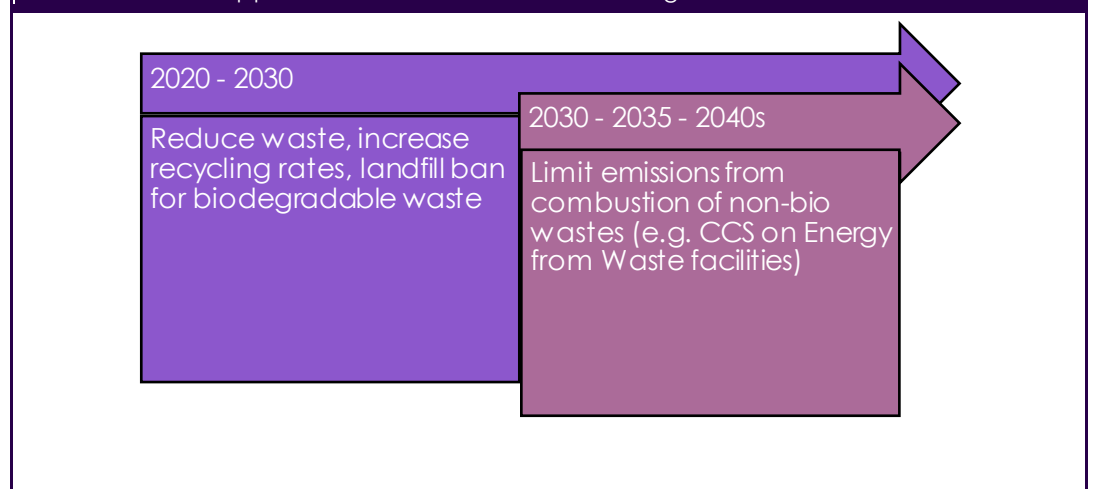 2020 - 2030
Reduce waste, increase
recycling rates, landfill ban
for biodegradable waste
2030 - 2035 - 2040s
Limit emissions from
combustion of non-bio
wastes (e.g. CCS on Energy
from Waste facilities)